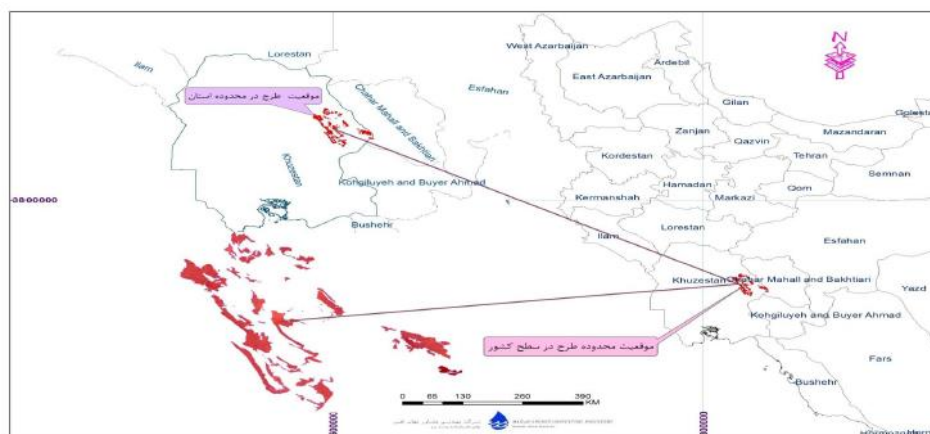 Lorestan
Ilam
موقعیت طرح در محدوده استان
Chahar Mahall and Bakhtiari
Esfahan
Khuzestan
Kohgiluyeh and Buyer Ahmad
Bushehr
3800000
West Azarbaijan
Ardebil
East Azarbaijan
Gilan
Golesta
Zanjan
Mazandaran
Qazvin
Kordestan
Tehran
Semnan
Hamadan
Qom
Kermanshah
Markazi
Ilam
Lorestan
Esfahan
Khuzestan
Chahar Mahall and Bakhtiari
Yazd
Kohgiluyeh and Buyer Ahmad
موقعیت محدوده طرح در سطح کشور
Fars
Bushehr
N
0 65 130 260 390
KM